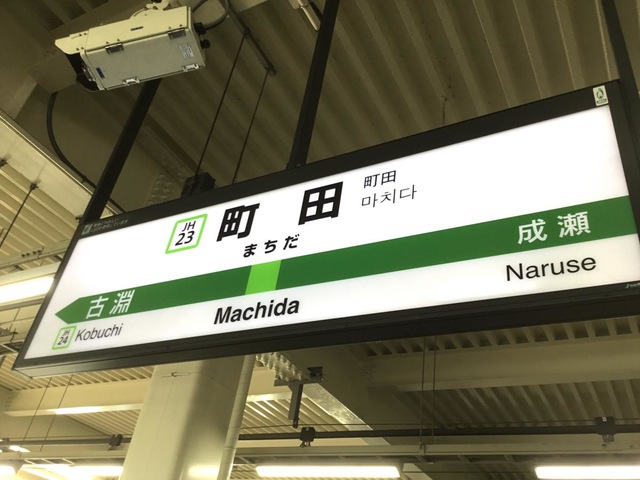 JH
23
町田
まちだ
町田
마치다
Machida
古淵
JH
24
Kobuchi
成瀬
Naruse